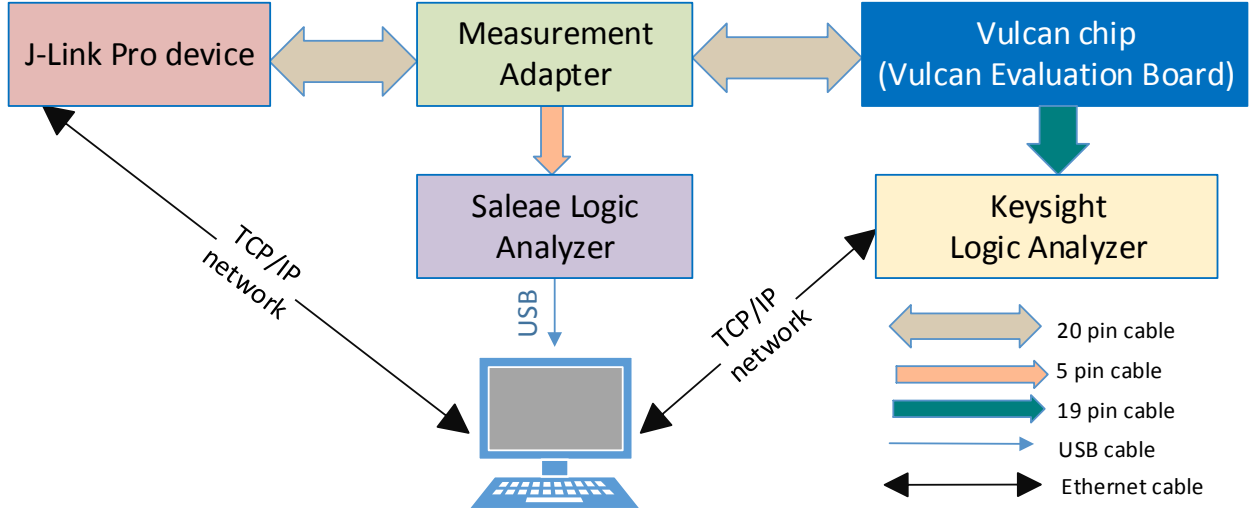 J-Link Pro device
Measurement
Adapter
Vulcan chip
(Vulcan Evaluation Board)
Saleae Logic
Analyzer
Keysight
Logic Analyzer
TCP/IP
network
USB
TCP/IP
network
20 pin cable
5 pin cable
19 pin cable
USB cable
Ethernet cable